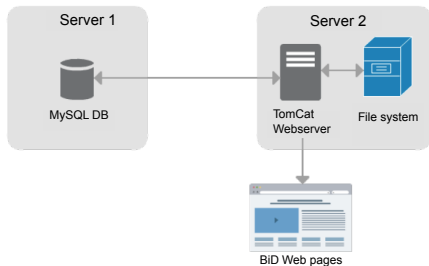 Server 1
Server 2
MySQL DB
TomCat
Webserver
File system
BiD Web pages